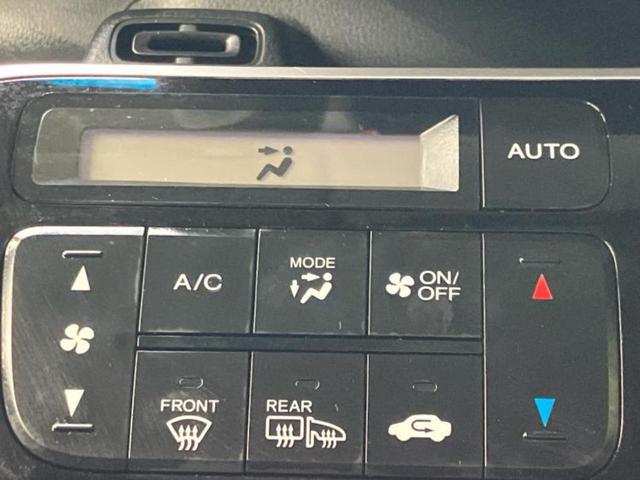 AUTO
A/C
MODE
ON/
OFF
FRONT
REAR